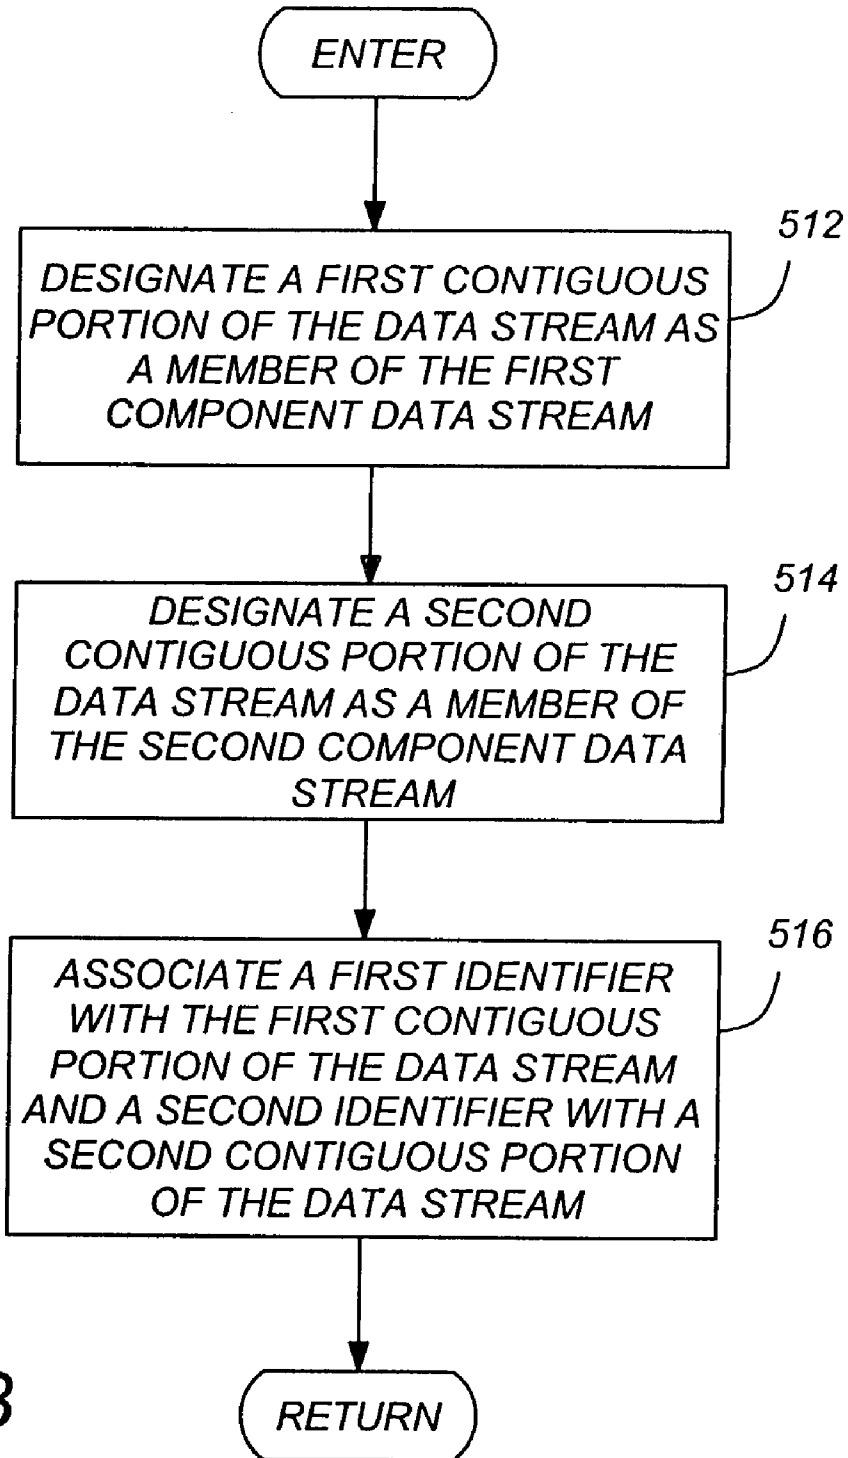 ENTER
512
DESIGNATE A FIRST CONTIGUOUS
PORTION OF THE DATA STREAM AS
A MEMBER OF THE FIRST
COMPONENT DATA STREAM
514
DESIGNATE A SECOND
CONTIGUOUS PORTION OF THE
DATA STREAM AS A MEMBER OF
THE SECOND COMPONENT DATA
STREAM
516
ASSOCIATE A FIRST IDENTIFIER
WITH THE FIRST CONTIGUOUS
PORTION OF THE DATA STREAM
AND A SECOND IDENTIFIER WITH A
SECOND CONTIGUOUS PORTION
OF THE DATA STREAM
RETURN